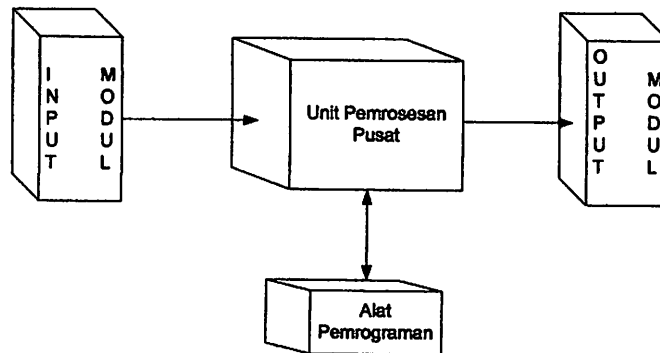 INPUT
MODUL
Unit Pemrosesan
Pusat
OUTPUT
MODUL
Alat
Pemrograman